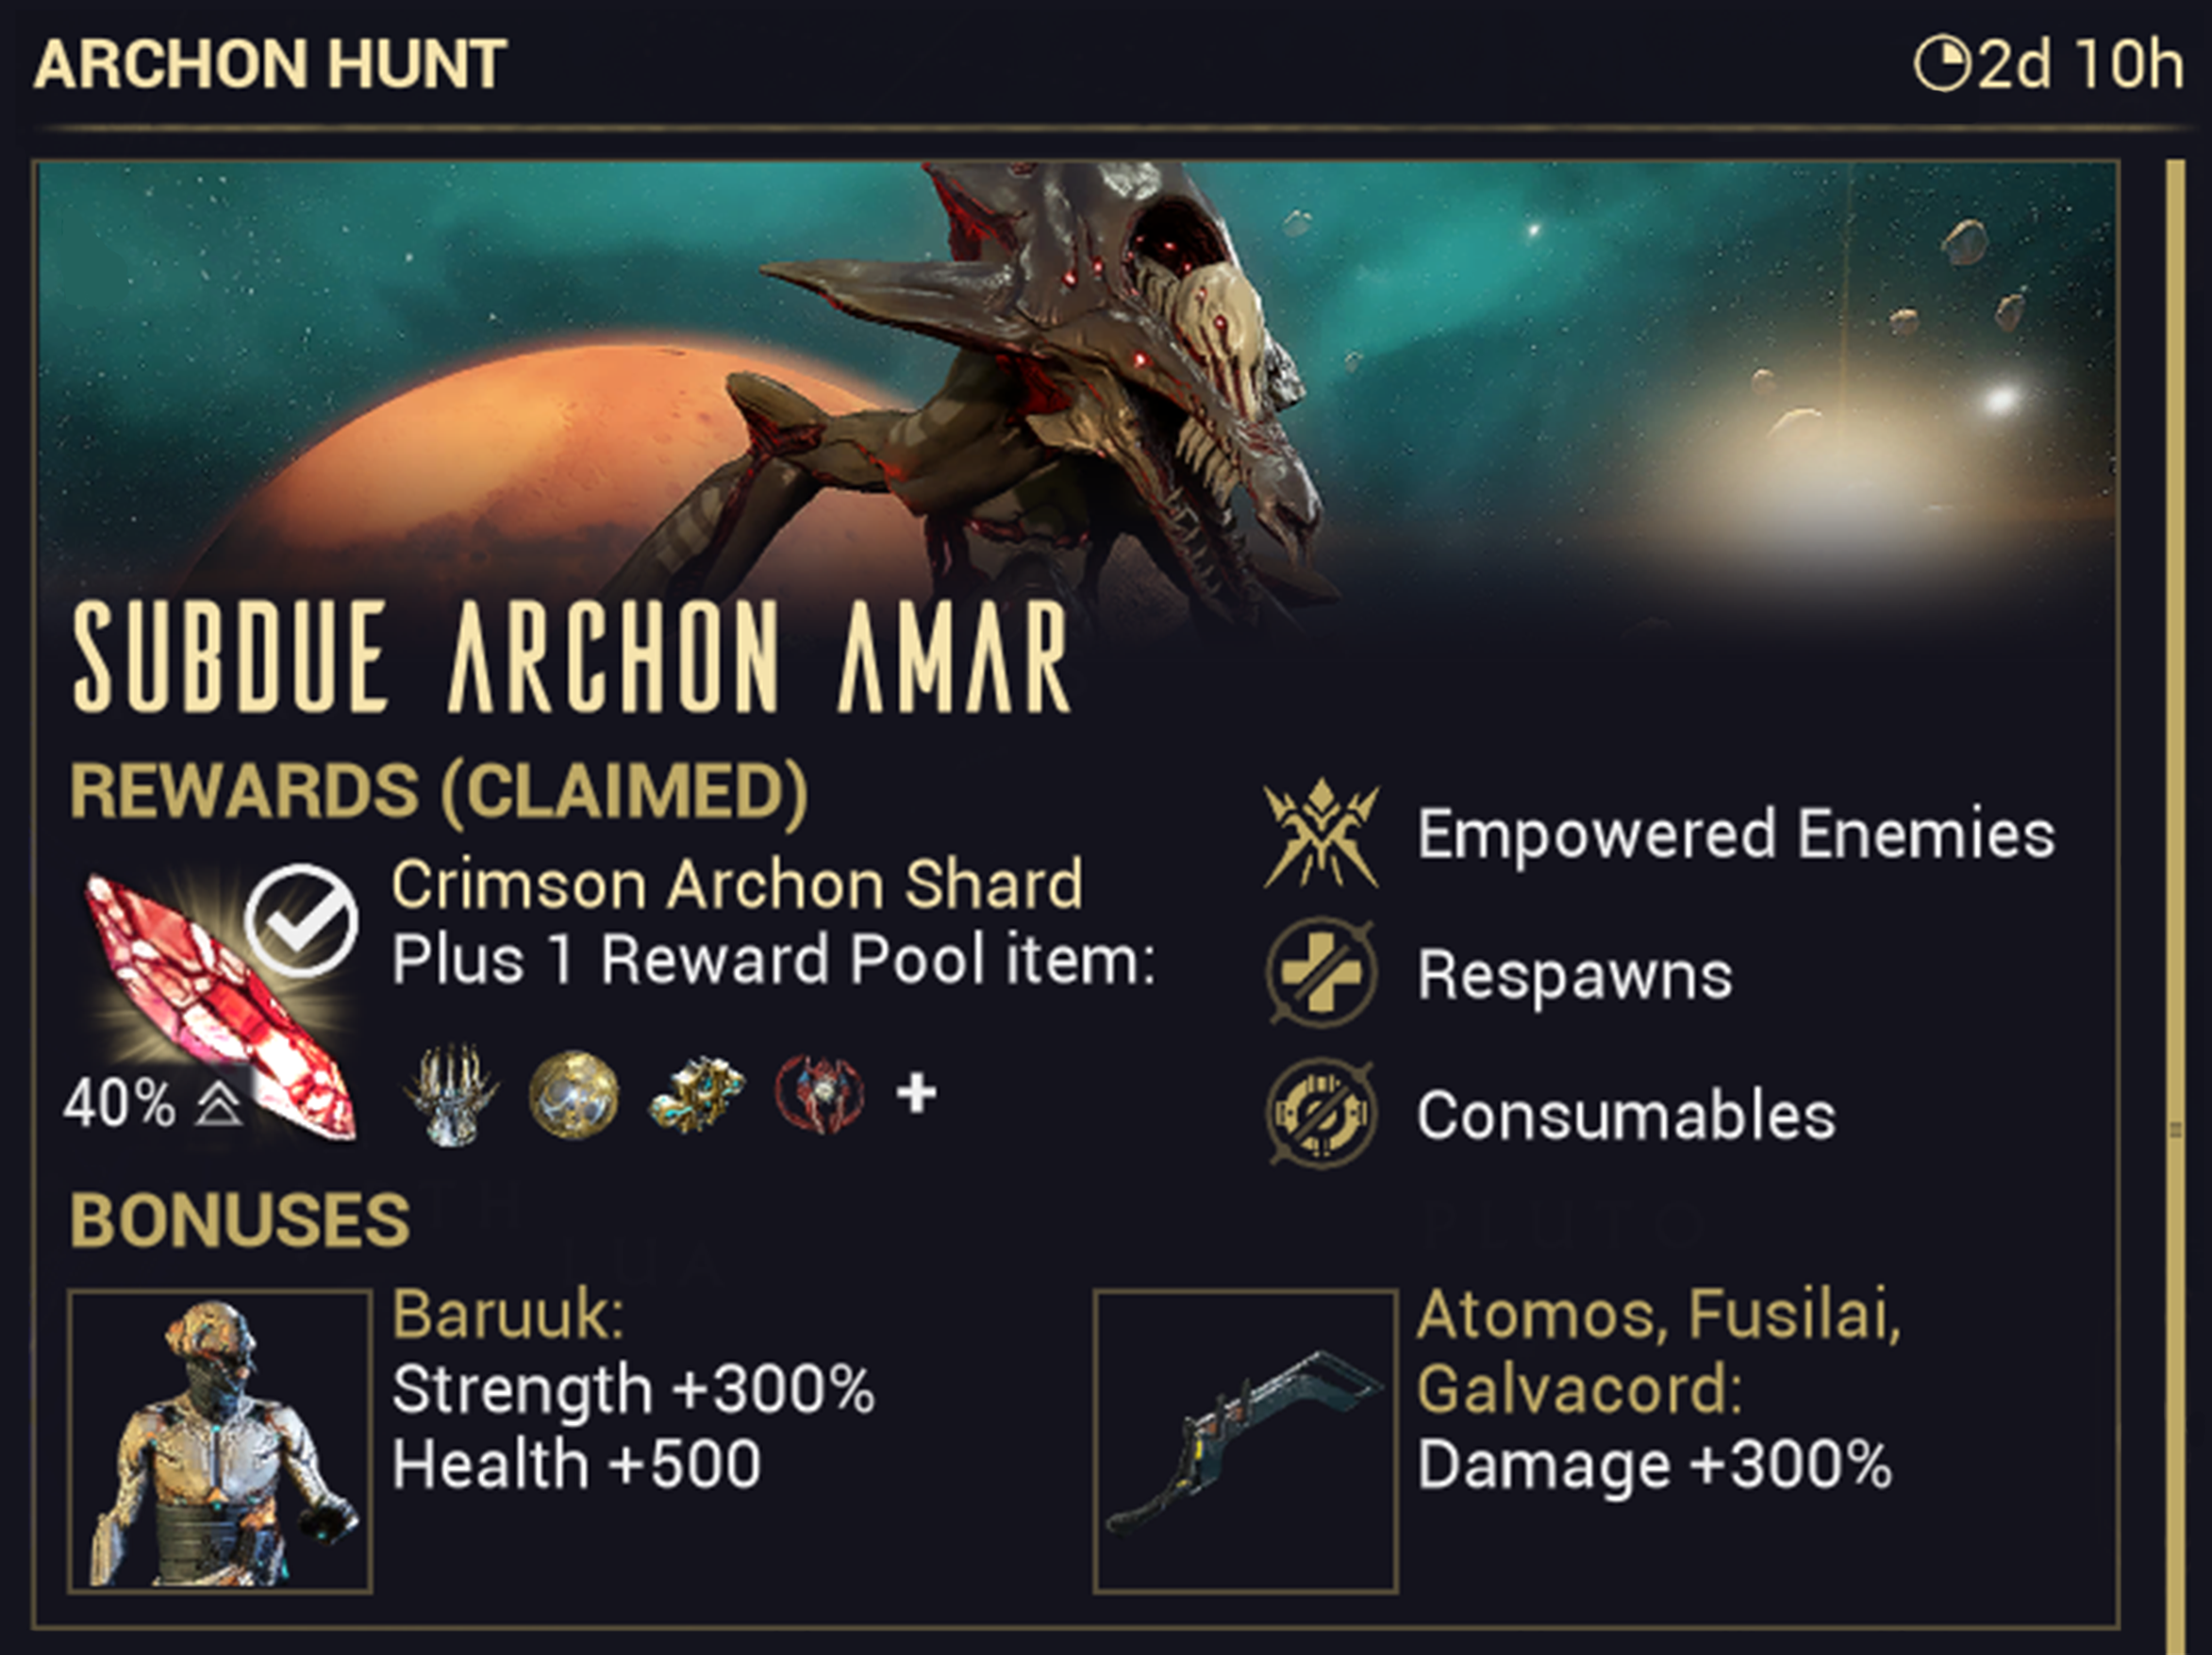 ARCHON HUNT
2d 10h
SUBDUE ARCHON AMAR
REWARDS (CLAIMED)
Crimson Archon Shard
Plus 1 Reward Pool item:
40%
+
Empowered Enemies
Respawns
Consumables
BONUSES
Baruuk:
Strength +300%
Health +500
Atomos, Fusilai,
Galvacord:
Damage +300%
PLUTO